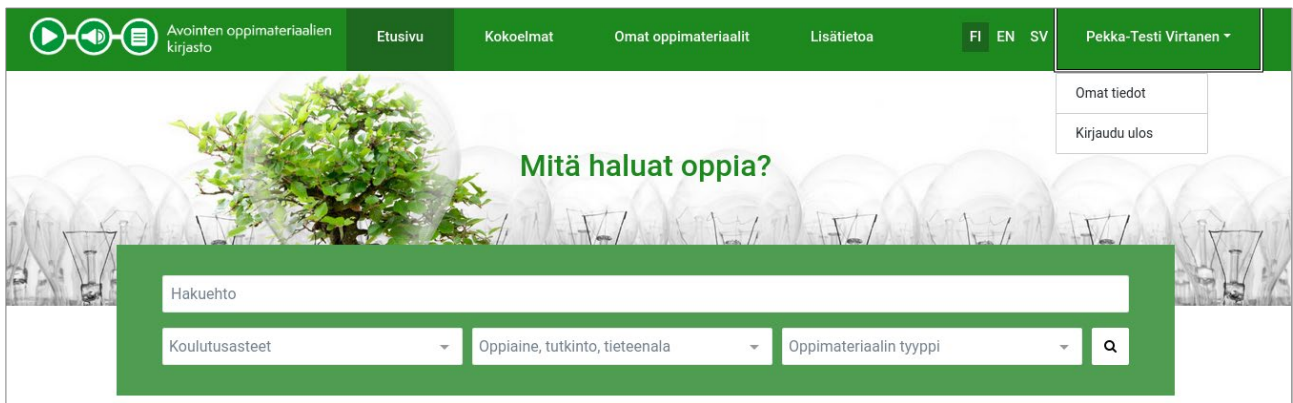 Avointen oppimateriaalien
kirjasto
Etusivu
Kokoelmat
Omat oppimateriaalit
Lisätietoa
FI EN SV
Pekka-Testi Virtanen
Omat tiedot
Kirjaudu ulos
Mitä haluat oppia?
Hakuehto
Koulutusasteet
Oppiaine, tutkinto, tieteenala
Oppimateriaalin tyyppi